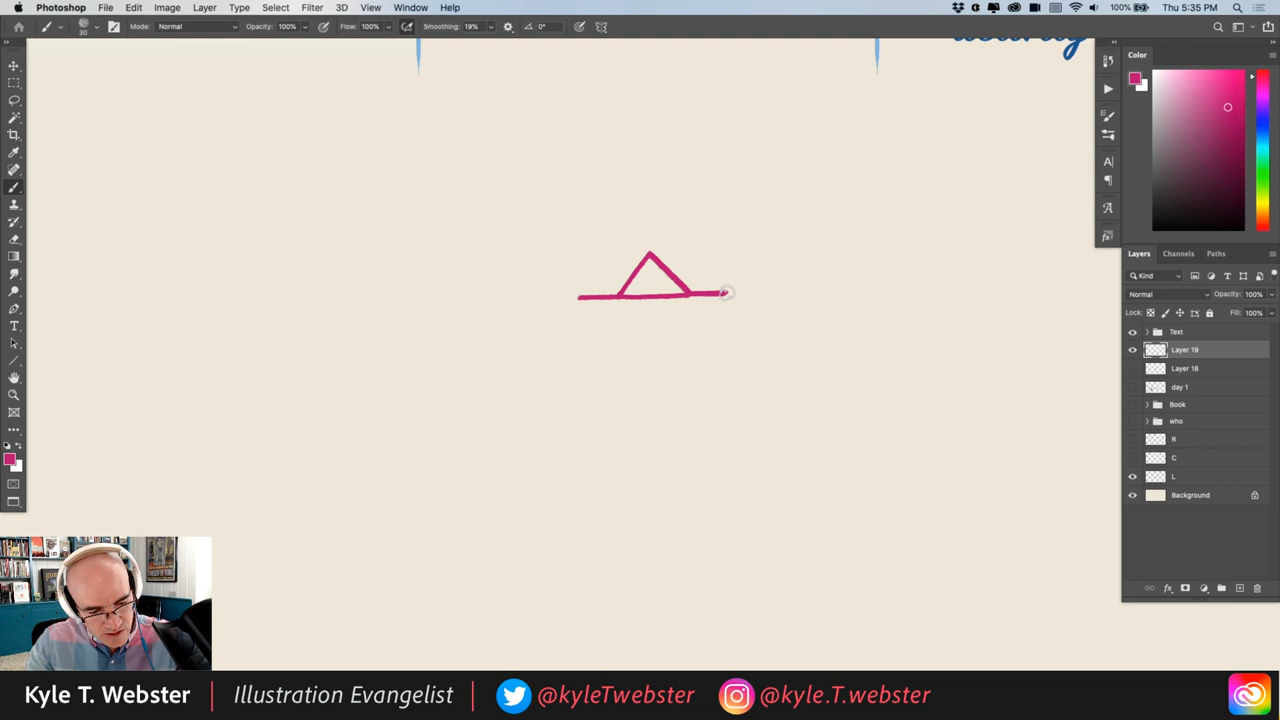 Photoshop File Edit Image Layer Type Select Filter 3D View Window Help
100% Thu 5:35 PM
30 Mode: Normal Opacity: 100% Flow: 100% Smoothing: 19% 0°
Color
Layers Channels Paths
Kind
Normal Opacity: 100%
Lock: Fill: 100%
Text
Layer 19
Layer 18
day 1
Book
who
R
C
L
Background
Kyle T. Webster | Illustration Evangelist @kyleTwebster @kyle.T.webster